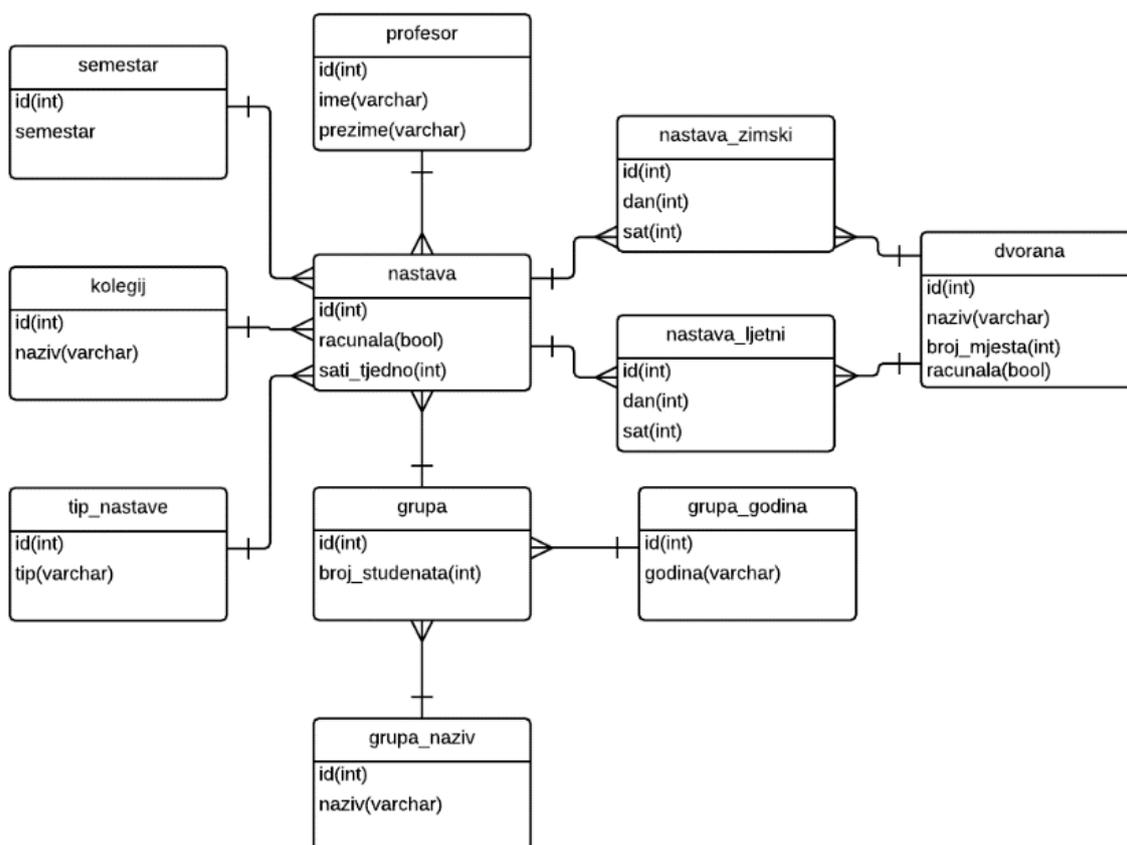 profesor
id(int)
ime(varchar)
prezime(varchar)
semestar
id(int)
semestar
nastava_zimski
id(int)
dan(int)
sat(int)
dvorana
id(int)
naziv(varchar)
broj_mjesta(int)
racunala(bool)
kolegij
id(int)
naziv(varchar)
nastava
id(int)
racunala(bool)
sati_tjedno(int)
nastava_ljetni
id(int)
dan(int)
sat(int)
tip_nastave
id(int)
tip(varchar)
grupa
id(int)
broj_studenata(int)
grupa_godina
id(int)
godina(varchar)
grupa_naziv
id(int)
naziv(varchar)